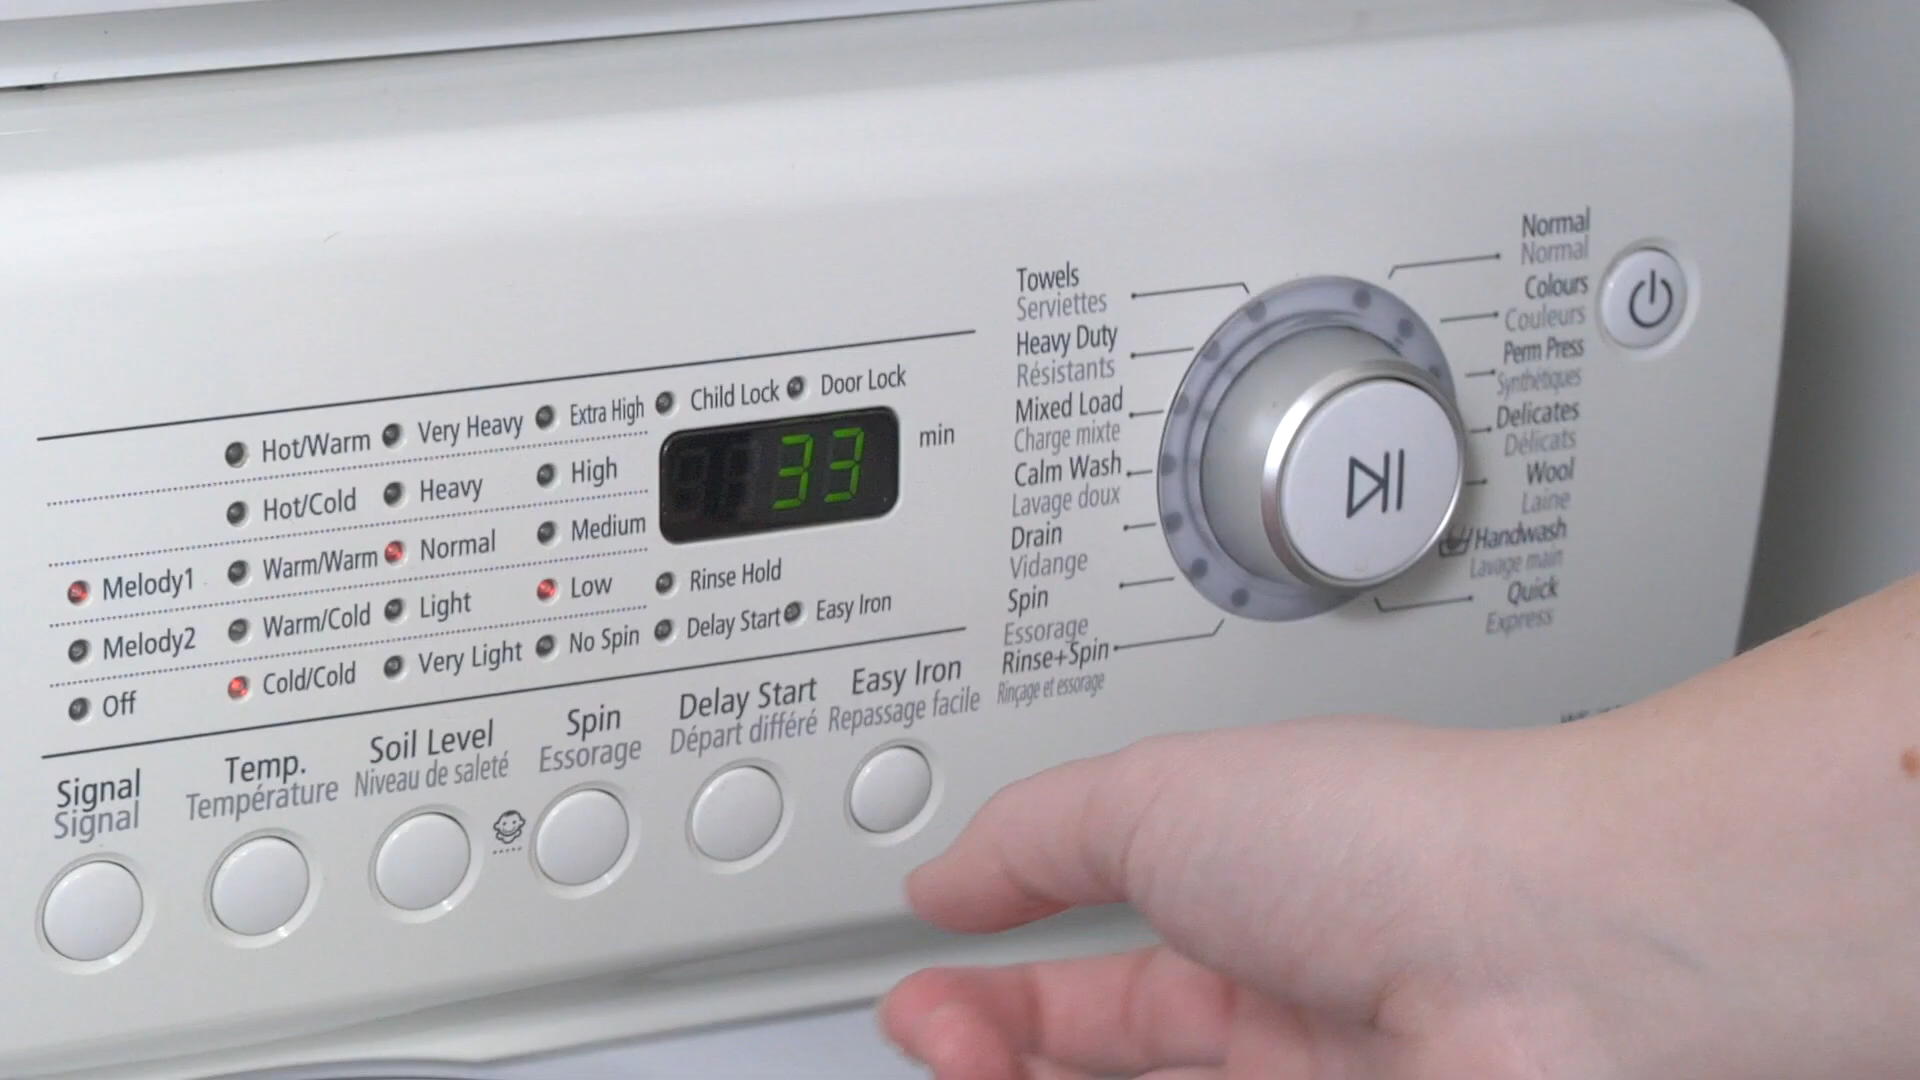 Hot/Warm
Very Heavy
Extra High
Child Lock
Door Lock
Hot/Cold
Heavy
High
33
min
Melody1
Warm/Warm
Normal
Medium
Melody2
Warm/Cold
Light
Low
Rinse Hold
Off
Cold/Cold
Very Light
No Spin
Delay Start
Easy Iron
Signal
Signal
Temp.
Température
Soil Level
Niveau de saleté
Spin
Essorage
Delay Start
Départ différé
Easy Iron
Repassage facile
Towels
Serviettes
Heavy Duty
Résistants
Mixed Load
Charge mixte
Calm Wash
Lavage doux
Drain
Vidange
Spin
Essorage
Rinse+Spin
Rinçage et essorage
Normal
Normal
Colours
Couleurs
Perm Press
Synthétiques
Delicates
Délicats
Wool
Laine
Handwash
Lavage main
Quick
Express